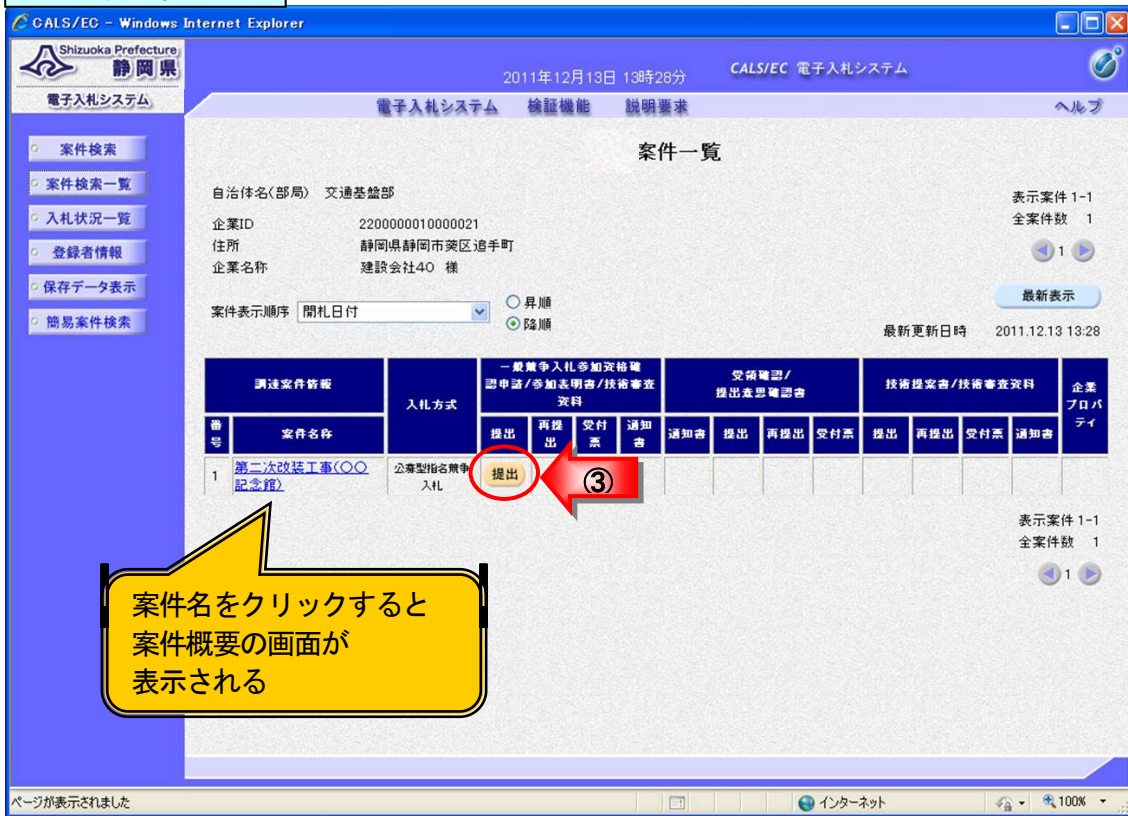 CALS/EC - Windows Internet Explorer
Shizuoka Prefecture
静岡県
電子入札システム
2011年12月13日 13時28分
CALS/EC 電子入札システム
電子入札システム 検証機能 説明要求 ヘルプ
案件検索
案件検索一覧
入札状況一覧
登録者情報
保存データ表示
簡易案件検索
案件一覧
自治体名(部局) 交通基盤部
表示案件 1-1
企業ID 2200000010000021
全案件数 1
住所 静岡県静岡市葵区追手町
1
企業名称 建設会社40 様
案件表示順序 開札日付
昇順
降順
最新表示
最新更新日時 2011.12.13 13:28
調達案件情報
入札方式
一般競争入札参加資格確
認申請/参加表明書/技術審査
資料
受領確認/
提出意思確認書
技術提案書/技術審査資料
企業
プロパ
ティ
番号 案件名称
提出 再提出 受付票 通知書
通知書 提出 再提出 受付票
提出 再提出 受付票 通知書
1 第二次改装工事(〇〇
記念館)
公募型指名競争
入札
提出
③
表示案件 1-1
全案件数 1
1
案件名をクリックすると
案件概要の画面が
表示される
ページが表示されました インターネット 100%